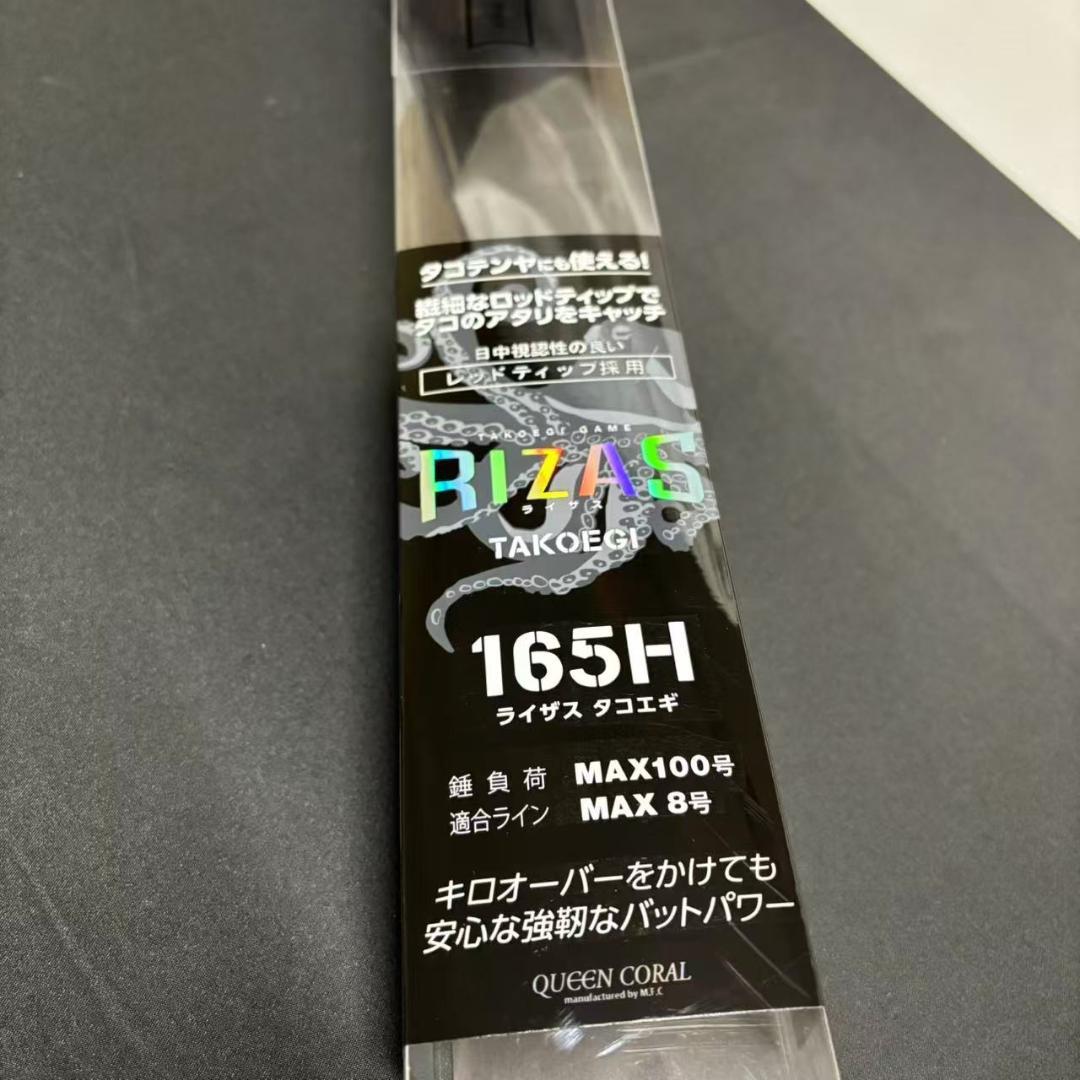 タコテンヤにも使える!
繊細なロッドティップで
タコのアタリをキャッチ
日中視認性の良い
レッドティップ採用
TAKOEGI GAME
RIZAS
ライザス
TAKOEGI
165H
ライザス タコエギ
錘負荷 MAX100号
適合ライン MAX 8号
キロオーバーをかけても
安心な強靭なバットパワー
QUEEN CORAL
manufactured by M.F.C